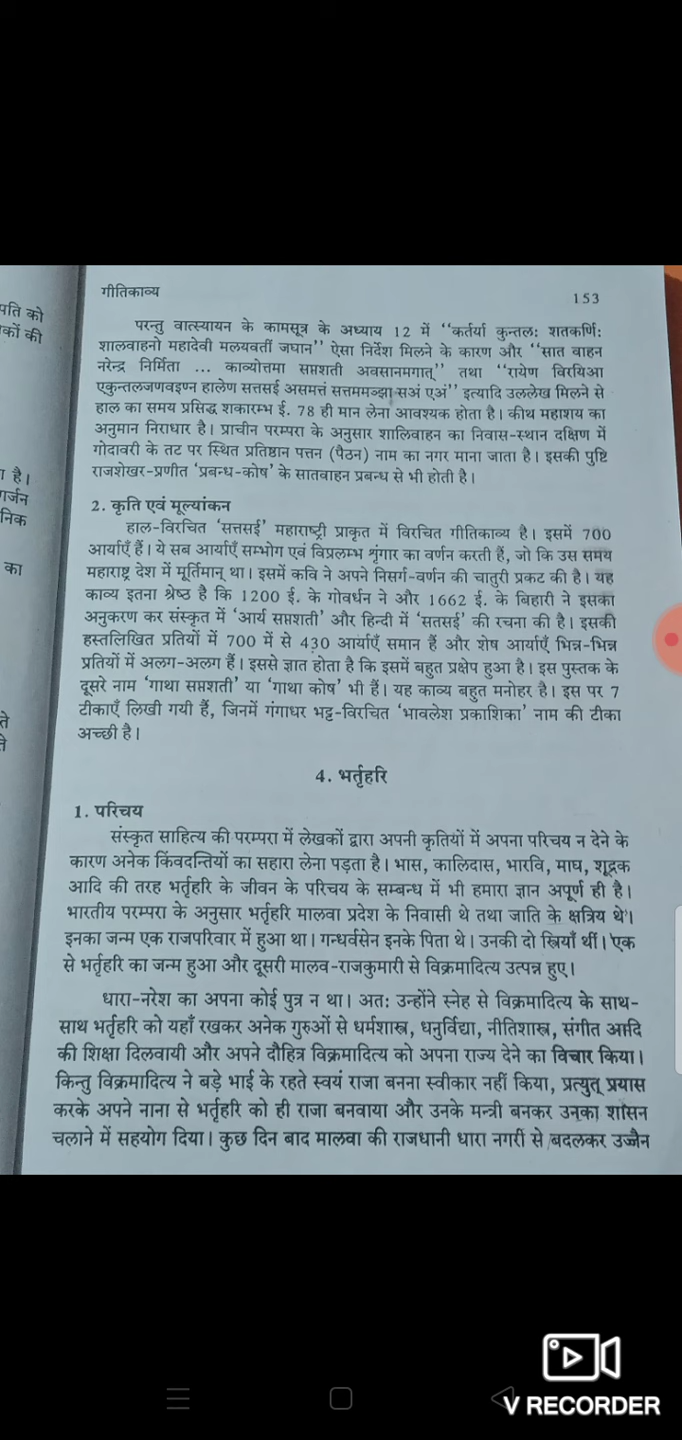 गीतिकाव्य
153
परन्तु वात्स्यायन के कामसूत्र के अध्याय 12 में ‘‘कर्तर्या कुन्तलः शतकर्णिः
शालवाहनो महादेवी मलयवतीं जघान’’ ऐसा निर्देश मिलने के कारण और ‘‘सात वाहन
नरेन्द्र निर्मिता ... काव्योत्तमा सप्तशती अवसानमगात्’’ तथा ‘‘रायेण विरयिआ
एकुन्तलजणवइण्न हालेण सत्तसई असमत्तं सत्तममञ्झा सअं एअं’’ इत्यादि उललेख मिलने से
हाल का समय प्रसिद्ध शकारम्भ ई. 78 ही मान लेना आवश्यक होता है। कीथ महाशय का
अनुमान निराधार है। प्राचीन परम्परा के अनुसार शालिवाहन का निवास-स्थान दक्षिण में
गोदावरी के तट पर स्थित प्रतिष्ठान पत्तन (पैठन) नाम का नगर माना जाता है। इसकी पुष्टि
राजशेखर-प्रणीत ‘प्रबन्ध-कोष’ के सातवाहन प्रबन्ध से भी होती है।
2. कृति एवं मूल्यांकन
हाल-विरचित ‘सत्तसई’ महाराष्ट्री प्राकृत में विरचित गीतिकाव्य है। इसमें 700
आर्याएँ हैं। ये सब आर्याएँ सम्भोग एवं विप्रलम्भ शृंगार का वर्णन करती हैं, जो कि उस समय
महाराष्ट्र देश में मूर्तिमान् था। इसमें कवि ने अपने निसर्ग-वर्णन की चातुरी प्रकट की है। यह
काव्य इतना श्रेष्ठ है कि 1200 ई. के गोवर्धन ने और 1662 ई. के बिहारी ने इसका
अनुकरण कर संस्कृत में ‘आर्य सप्तशती’ और हिन्दी में ‘सतसई’ की रचना की है। इसकी
हस्तलिखित प्रतियों में 700 में से 430 आर्याएँ समान हैं और शेष आर्याएँ भिन्न-भिन्न
प्रतियों में अलग-अलग हैं। इससे ज्ञात होता है कि इसमें बहुत प्रक्षेप हुआ है। इस पुस्तक के
दूसरे नाम ‘गाथा सप्तशती’ या ‘गाथा कोष’ भी हैं। यह काव्य बहुत मनोहर है। इस पर 7
टीकाएँ लिखी गयी हैं, जिनमें गंगाधर भट्ट-विरचित ‘भावलेश प्रकाशिका’ नाम की टीका
अच्छी है।
4. भर्तृहरि
1. परिचय
संस्कृत साहित्य की परम्परा में लेखकों द्वारा अपनी कृतियों में अपना परिचय न देने के
कारण अनेक किंवदन्तियों का सहारा लेना पड़ता है। भास, कालिदास, भारवि, माघ, शूद्रक
आदि की तरह भर्तृहरि के जीवन के परिचय के सम्बन्ध में भी हमारा ज्ञान अपूर्ण ही है।
भारतीय परम्परा के अनुसार भर्तृहरि मालवा प्रदेश के निवासी थे तथा जाति के क्षत्रिय थे।
इनका जन्म एक राजपरिवार में हुआ था। गन्धर्वसेन इनके पिता थे। उनकी दो स्त्रियाँ थीं। एक
से भर्तृहरि का जन्म हुआ और दूसरी मालव-राजकुमारी से विक्रमादित्य उत्पन्न हुए।
धारा-नरेश का अपना कोई पुत्र न था। अतः उन्होंने स्नेह से विक्रमादित्य के साथ-
साथ भर्तृहरि को यहाँ रखकर अनेक गुरुओं से धर्मशास्त्र, धनुर्विद्या, नीतिशास्त्र, संगीत आदि
की शिक्षा दिलवायी और अपने दौहित्र विक्रमादित्य को अपना राज्य देने का विचार किया।
किन्तु विक्रमादित्य ने बड़े भाई के रहते स्वयं राजा बनना स्वीकार नहीं किया, प्रत्युत् प्रयास
करके अपने नाना से भर्तृहरि को ही राजा बनवाया और उनके मन्त्री बनकर उनका शासन
चलाने में सहयोग दिया। कुछ दिन बाद मालवा की राजधानी धारा नगरी से बदलकर उज्जैन
V RECORDER